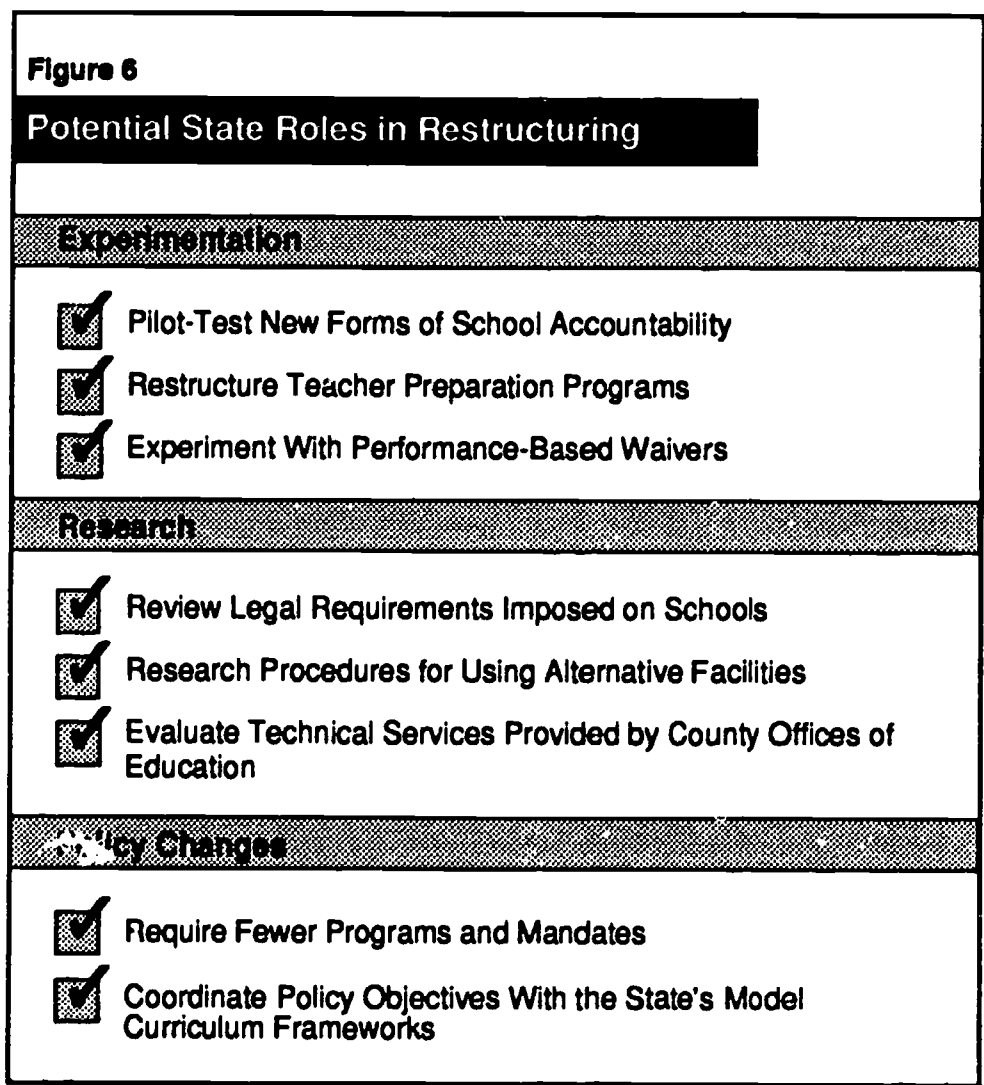 Figure 6
Potential State Roles in Restructuring
Experimentation
Pilot-Test New Forms of School Accountability
Restructure Teacher Preparation Programs
Experiment With Performance-Based Waivers
Research
Review Legal Requirements Imposed on Schools
Research Procedures for Using Alternative Facilities
Evaluate Technical Services Provided by County Offices of
Education
Policy Changes
Require Fewer Programs and Mandates
Coordinate Policy Objectives With the State's Model
Curriculum Frameworks